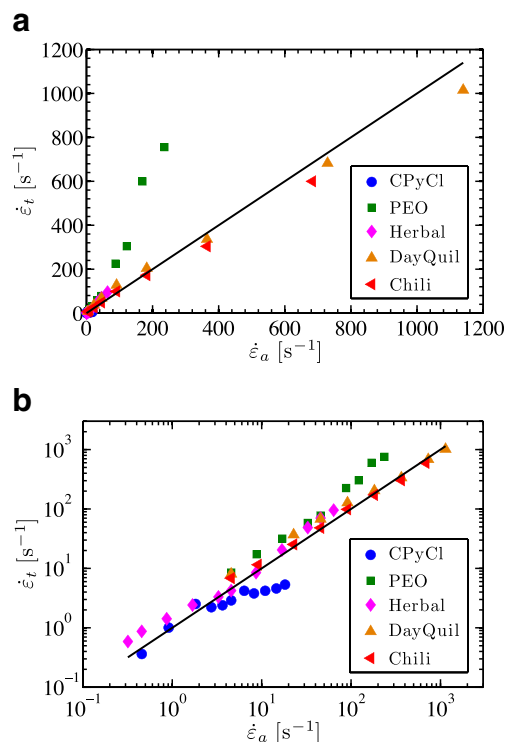 a
1200
1000
800
600
400
200
0
ε̇t [s⁻¹]
CPyCl
PEO
Herbal
DayQuil
Chili
0 200 400 600 800 1000 1200
ε̇a [s⁻¹]
b
10³
10²
10¹
10⁰
10⁻¹
ε̇t [s⁻¹]
CPyCl
PEO
Herbal
DayQuil
Chili
10⁻¹ 10⁰ 10¹ 10² 10³
ε̇a [s⁻¹]